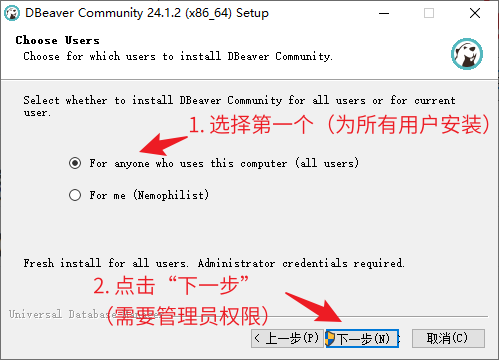 DBeaver Community 24.1.2 (x86_64) Setup
Choose Users
Choose for which users to install DBeaver Community.
Select whether to install DBeaver Community for all users or for current
user.
1. 选择第一个（为所有用户安装）
For anyone who uses this computer (all users)
For me (Nemophilist)
Fresh install for all users. Administrator credentials required.
2. 点击“下一步”
（需要管理员权限）
Universal Database
< 上一步(P)
下一步(N)
取消(C)